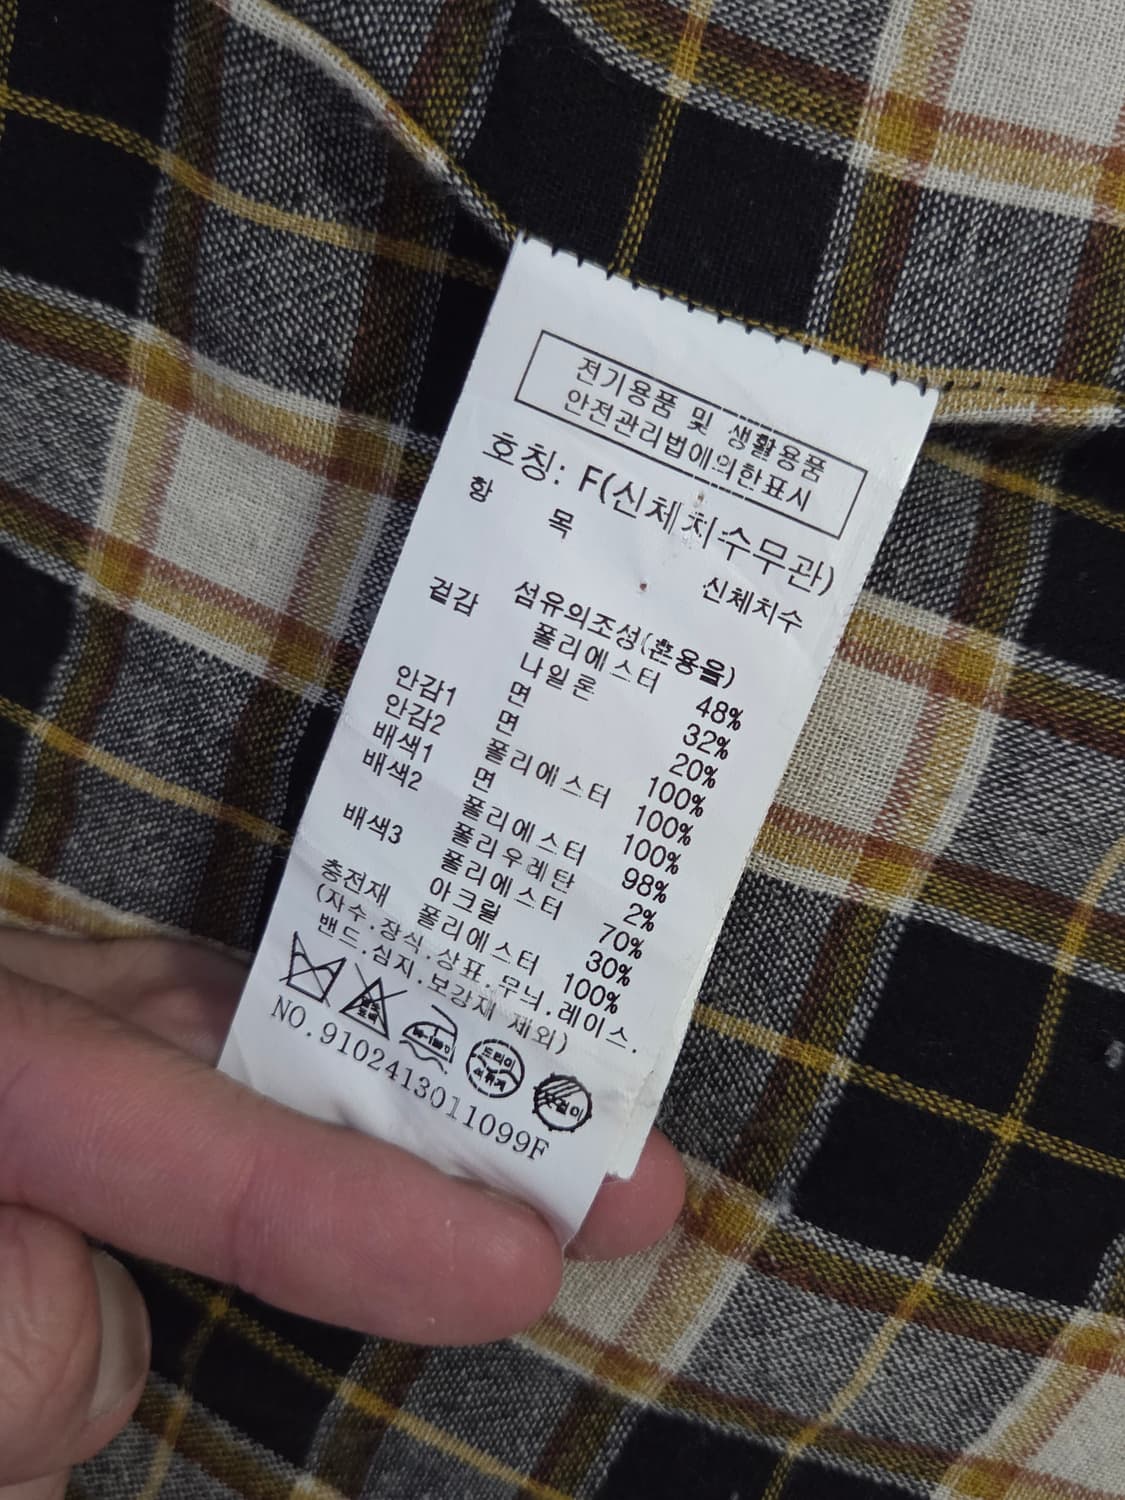 전기용품 및 생활용품
안전관리법에의한표시
호칭: F(신체치수무관)
항 목 신체치수
섬유의조성(혼용율)
겉감 폴리에스터 48%
나일론 32%
면 20%
안감1 면 100%
안감2 폴리에스터 100%
배색1 면 100%
배색2 폴리에스터 98%
폴리우레탄 2%
배색3 폴리에스터 70%
아크릴 30%
충전재 폴리에스터 100%
(자수.장식.상표.무늬.레이스.
밴드.심지.보강재 제외)
드라이
석유계
NO.9102413011099F